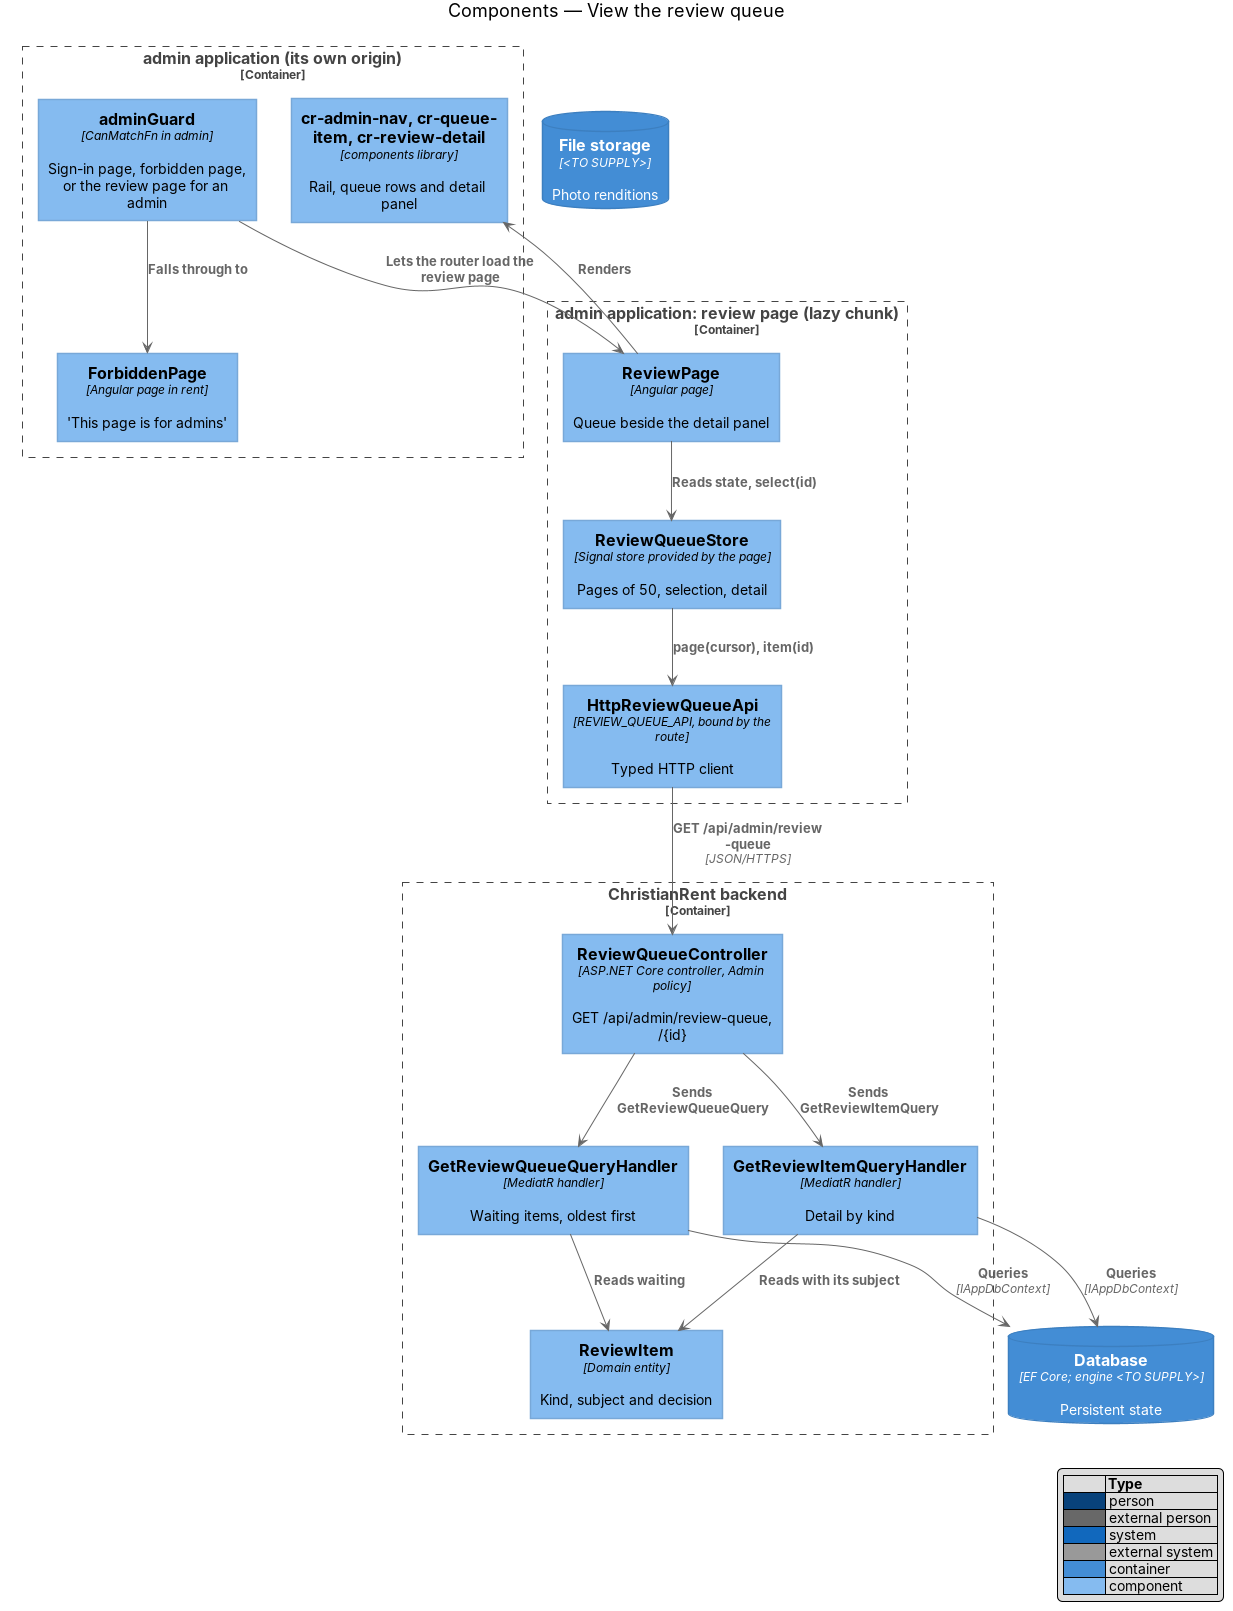 Components — View the review queue
admin application (its own origin)
[Container]
adminGuard
[CanMatchFn in admin]
Sign-in page, forbidden page,
or the review page for an
admin
cr-admin-nav, cr-queue-
item, cr-review-detail
[components library]
Rail, queue rows and detail
panel
File storage
[<TO SUPPLY>]
Photo renditions
Falls through to
Lets the router load the
review page
Renders
admin application: review page (lazy chunk)
[Container]
ForbiddenPage
[Angular page in rent]
'This page is for admins'
ReviewPage
[Angular page]
Queue beside the detail panel
Reads state, select(id)
ReviewQueueStore
[Signal store provided by the page]
Pages of 50, selection, detail
page(cursor), item(id)
HttpReviewQueueApi
[REVIEW_QUEUE_API, bound by the
route]
Typed HTTP client
GET /api/admin/review
-queue
[JSON/HTTPS]
ChristianRent backend
[Container]
ReviewQueueController
[ASP.NET Core controller, Admin
policy]
GET /api/admin/review-queue,
/{id}
Sends
GetReviewQueueQuery
Sends
GetReviewItemQuery
GetReviewQueueQueryHandler
[MediatR handler]
Waiting items, oldest first
GetReviewItemQueryHandler
[MediatR handler]
Detail by kind
Reads waiting
Reads with its subject
Queries
[IAppDbContext]
Queries
[IAppDbContext]
ReviewItem
[Domain entity]
Kind, subject and decision
Database
[EF Core; engine <TO SUPPLY>]
Persistent state
Type
person
external person
system
external system
container
component